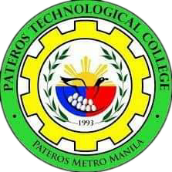 PATEROS TECHNOLOGICAL COLLEGE
1993
PATEROS METRO MANILA